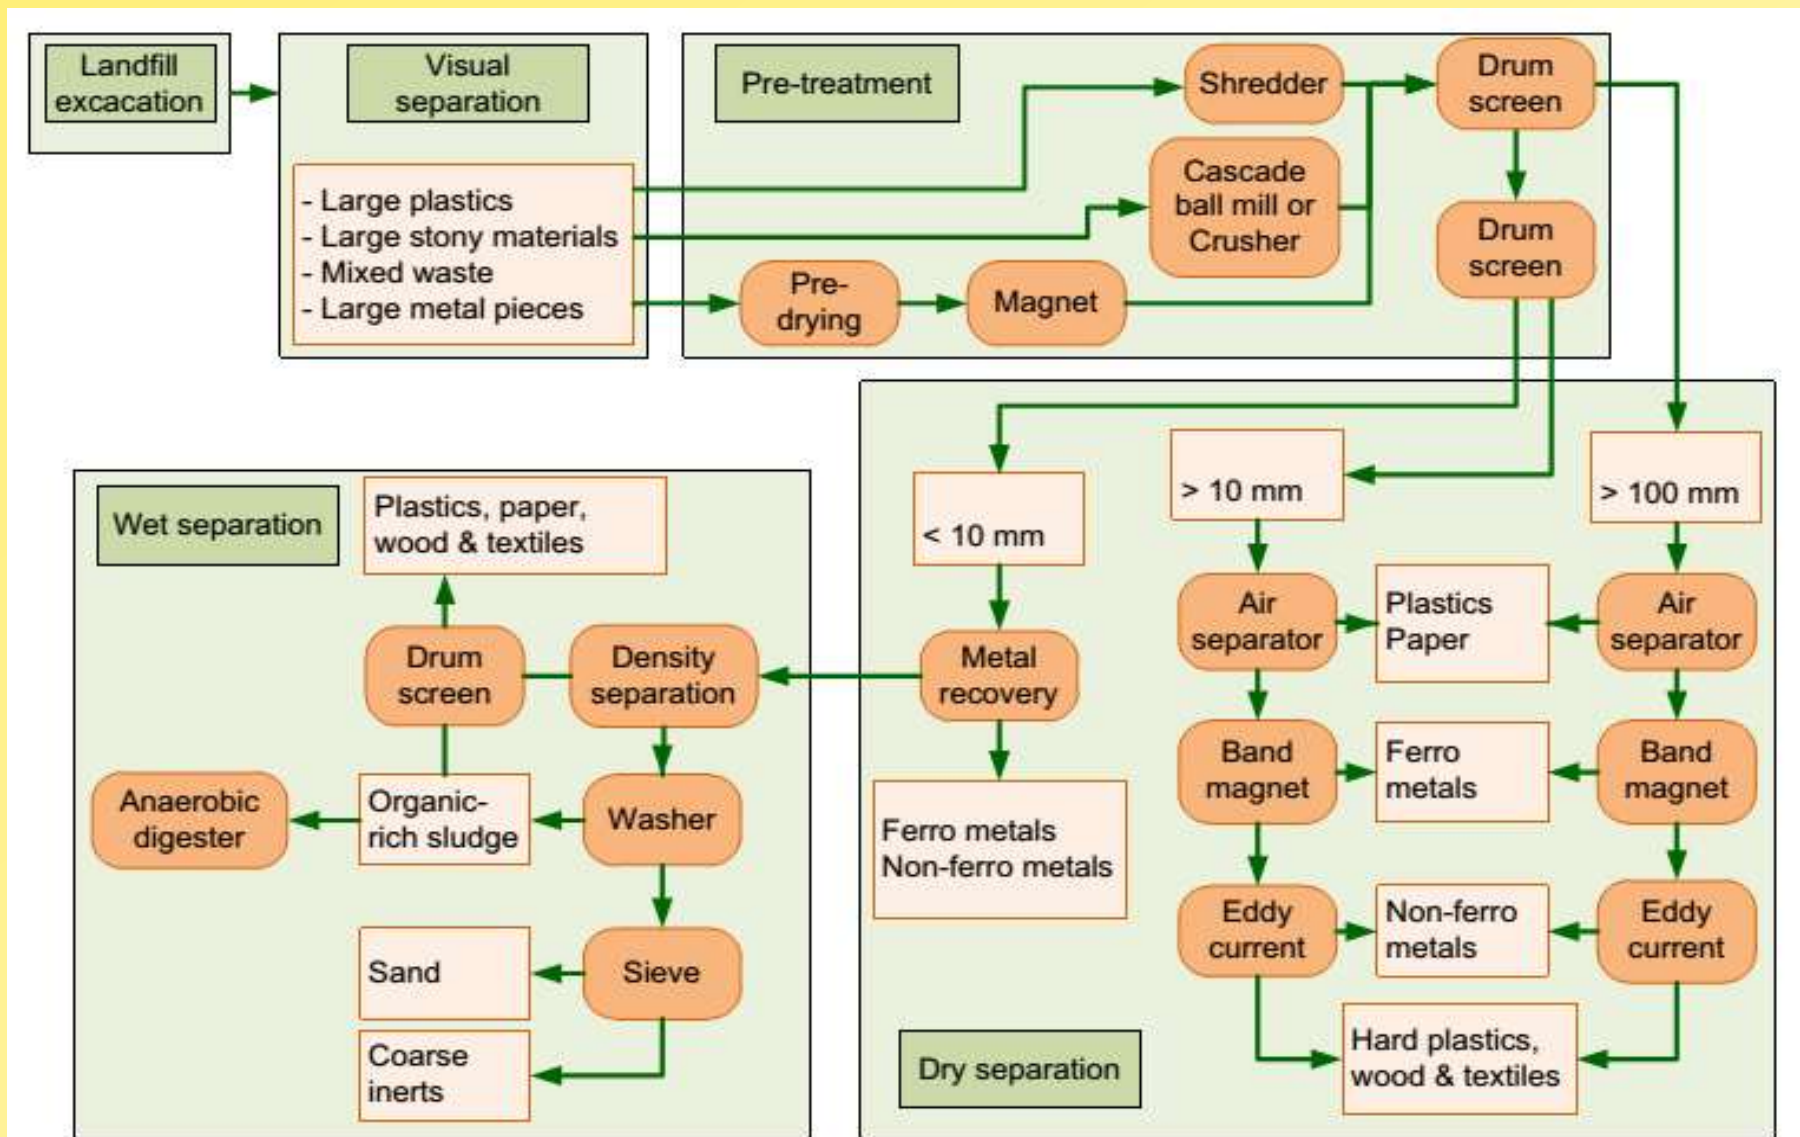 Landfill
excacation
Visual
separation
- Large plastics
- Large stony materials
- Mixed waste
- Large metal pieces
Pre-treatment
Shredder
Cascade
ball mill or
Crusher
Pre-
drying
Magnet
Drum
screen
Drum
screen
< 10 mm
> 10 mm
> 100 mm
Metal
recovery
Ferro metals
Non-ferro metals
Air
separator
Plastics
Paper
Air
separator
Band
magnet
Ferro
metals
Band
magnet
Eddy
current
Non-ferro
metals
Eddy
current
Hard plastics,
wood & textiles
Dry separation
Wet separation
Plastics, paper,
wood & textiles
Drum
screen
Density
separation
Anaerobic
digester
Organic-
rich sludge
Washer
Sand
Sieve
Coarse
inerts